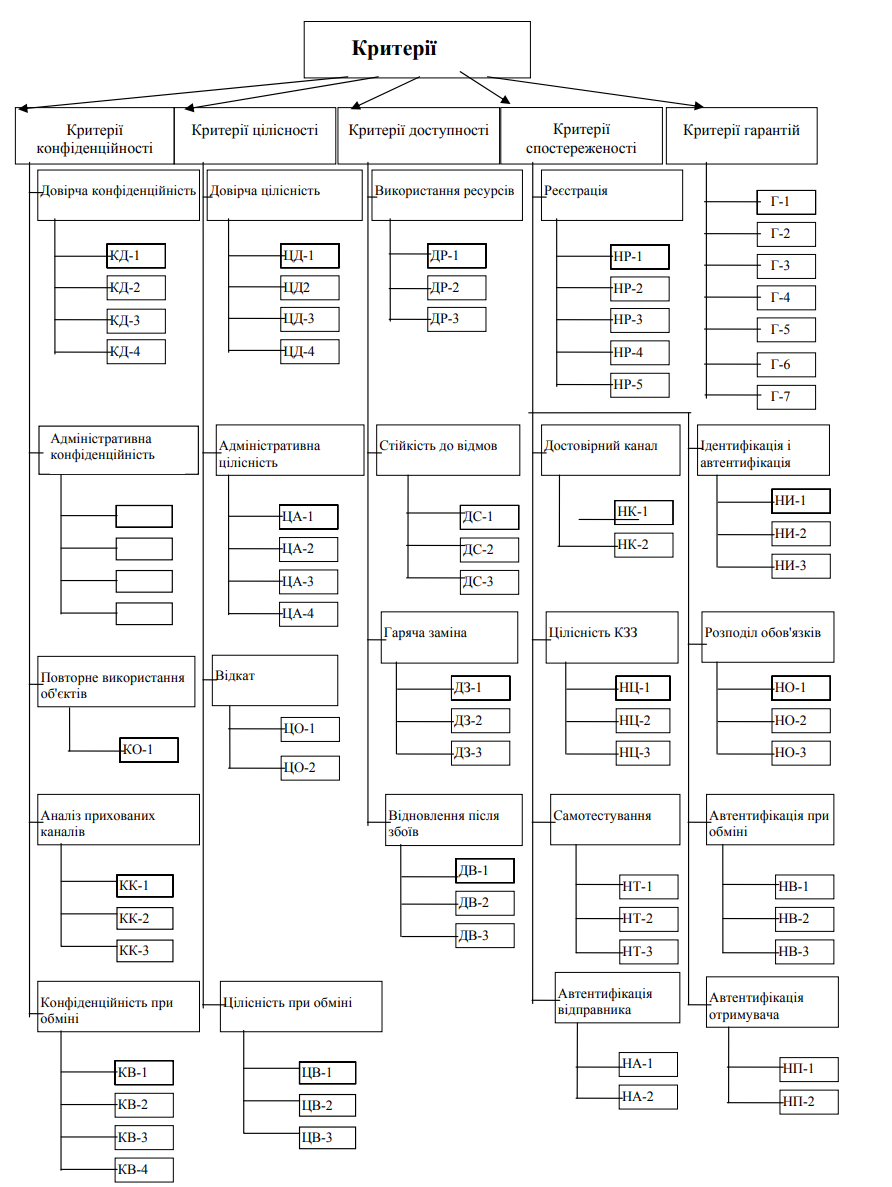 Критерії
Критерії
конфіденційності
Критерії цілісності
Критерії доступності
Критерії
спостереженості
Критерії гарантій
Довірча конфіденційність
КД-1
КД-2
КД-3
КД-4
Адміністративна
конфіденційність
Повторне використання
об'єктів
КО-1
Аналіз прихованих
каналів
КК-1
КК-2
КК-3
Конфіденційність при
обміні
КВ-1
КВ-2
КВ-3
КВ-4
Довірча цілісність
ЦД-1
ЦД2
ЦД-3
ЦД-4
Адміністративна
цілісність
ЦА-1
ЦА-2
ЦА-3
ЦА-4
Відкат
ЦО-1
ЦО-2
Цілісність при обміні
ЦВ-1
ЦВ-2
ЦВ-3
Використання ресурсів
ДР-1
ДР-2
ДР-3
Стійкість до відмов
ДС-1
ДС-2
ДС-3
Гаряча заміна
ДЗ-1
ДЗ-2
ДЗ-3
Відновлення після
збоїв
ДВ-1
ДВ-2
ДВ-3
Реєстрація
НР-1
НР-2
НР-3
НР-4
НР-5
Достовірний канал
НК-1
НК-2
Цілісність КЗЗ
НЦ-1
НЦ-2
НЦ-3
Самотестування
НТ-1
НТ-2
НТ-3
Автентифікація
відправника
НА-1
НА-2
Г-1
Г-2
Г-3
Г-4
Г-5
Г-6
Г-7
Ідентифікація і
автентифікація
НИ-1
НИ-2
НИ-3
Розподіл обов'язків
НО-1
НО-2
НО-3
Автентифікація при
обміні
НВ-1
НВ-2
НВ-3
Автентифікація
отримувача
НП-1
НП-2